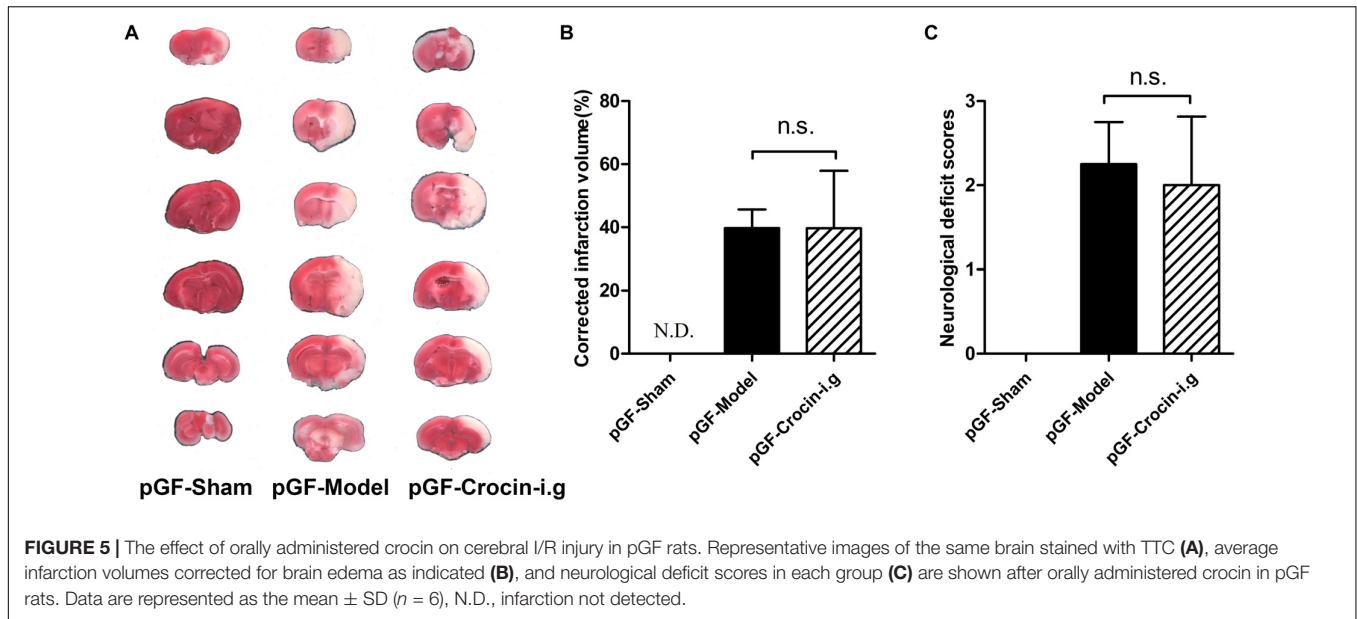 A
pGF-Sham pGF-Model pGF-Crocin-i.g
B
Corrected infarction volume(%)
80
60
40
20
0
n.s.
N.D.
pGF-Sham
pGF-Model
pGF-Crocin-i.g
C
Neurological deficit scores
3
2
1
0
n.s.
pGF-Sham
pGF-Model
pGF-Crocin-i.g
FIGURE 5 | The effect of orally administered crocin on cerebral I/R injury in pGF rats. Representative images of the same brain stained with TTC (A), average
infarction volumes corrected for brain edema as indicated (B), and neurological deficit scores in each group (C) are shown after orally administered crocin in pGF
rats. Data are represented as the mean ± SD (n = 6), N.D., infarction not detected.